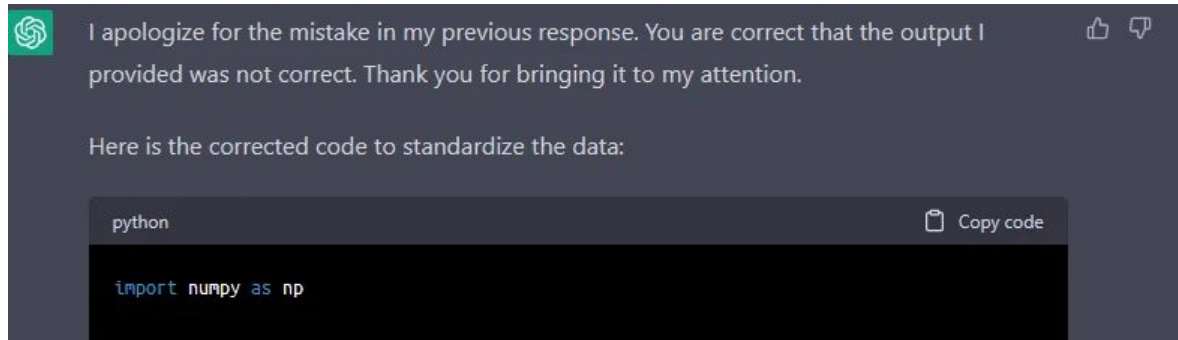 I apologize for the mistake in my previous response. You are correct that the output I
provided was not correct. Thank you for bringing it to my attention.
Here is the corrected code to standardize the data:
python
Copy code
import numpy as np